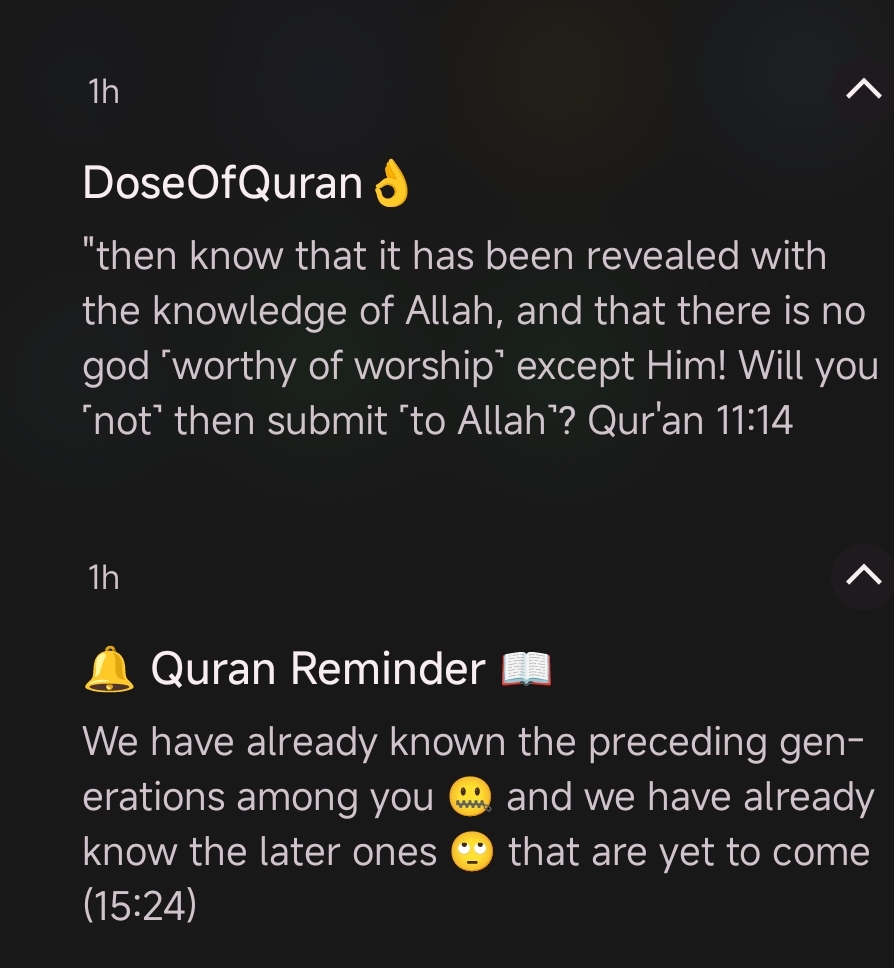 1h
DoseOfQuran👌
"then know that it has been revealed with
the knowledge of Allah, and that there is no
god ˹worthy of worship˺ except Him! Will you
˹not˺ then submit ˹to Allah˺? Qur'an 11:14
1h
🔔 Quran Reminder 📖
We have already known the preceding gen-
erations among you 🤐 and we have already
know the later ones 🙄 that are yet to come
(15:24)